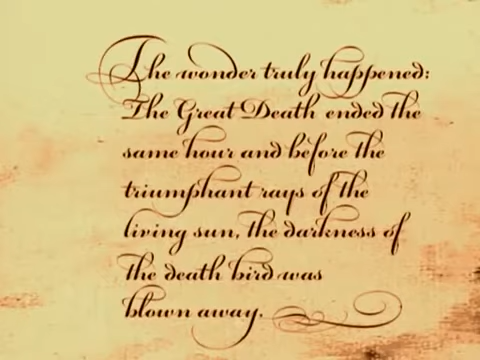 The wonder truly happened:
The Great Death ended the
same hour and before the
triumphant rays of the
living sun, the darkness of
the death bird was
blown away.